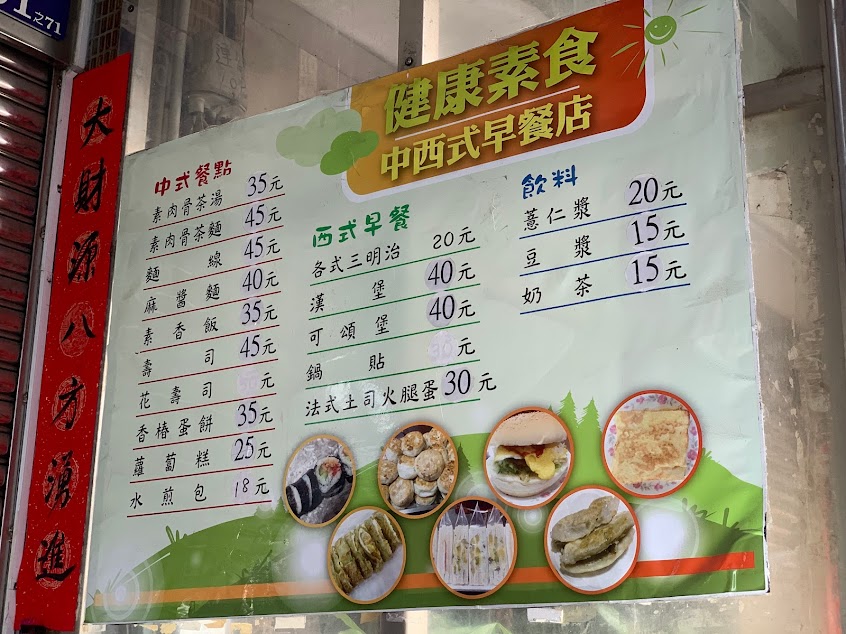 之71
大財源八方湧進
健康素食
中西式早餐店
中式餐點
素肉骨茶湯 35元
素肉骨茶麵 45元
麵線 45元
麻醬麵 40元
素香飯 35元
壽司 45元
花壽司 元
香椿蛋餅 35元
蘿蔔糕 25元
水煎包 18元
西式早餐
各式三明治 20元
漢堡 40元
可頌堡 40元
鍋貼 30元
法式土司火腿蛋 30元
飲料
薏仁漿 20元
豆漿 15元
奶茶 15元